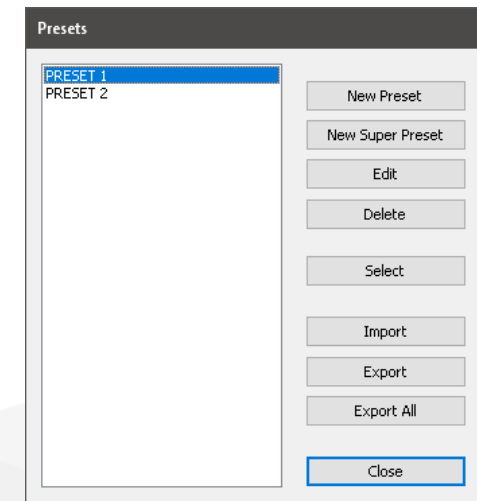 Presets
PRESET 1
PRESET 2
New Preset
New Super Preset
Edit
Delete
Select
Import
Export
Export All
Close